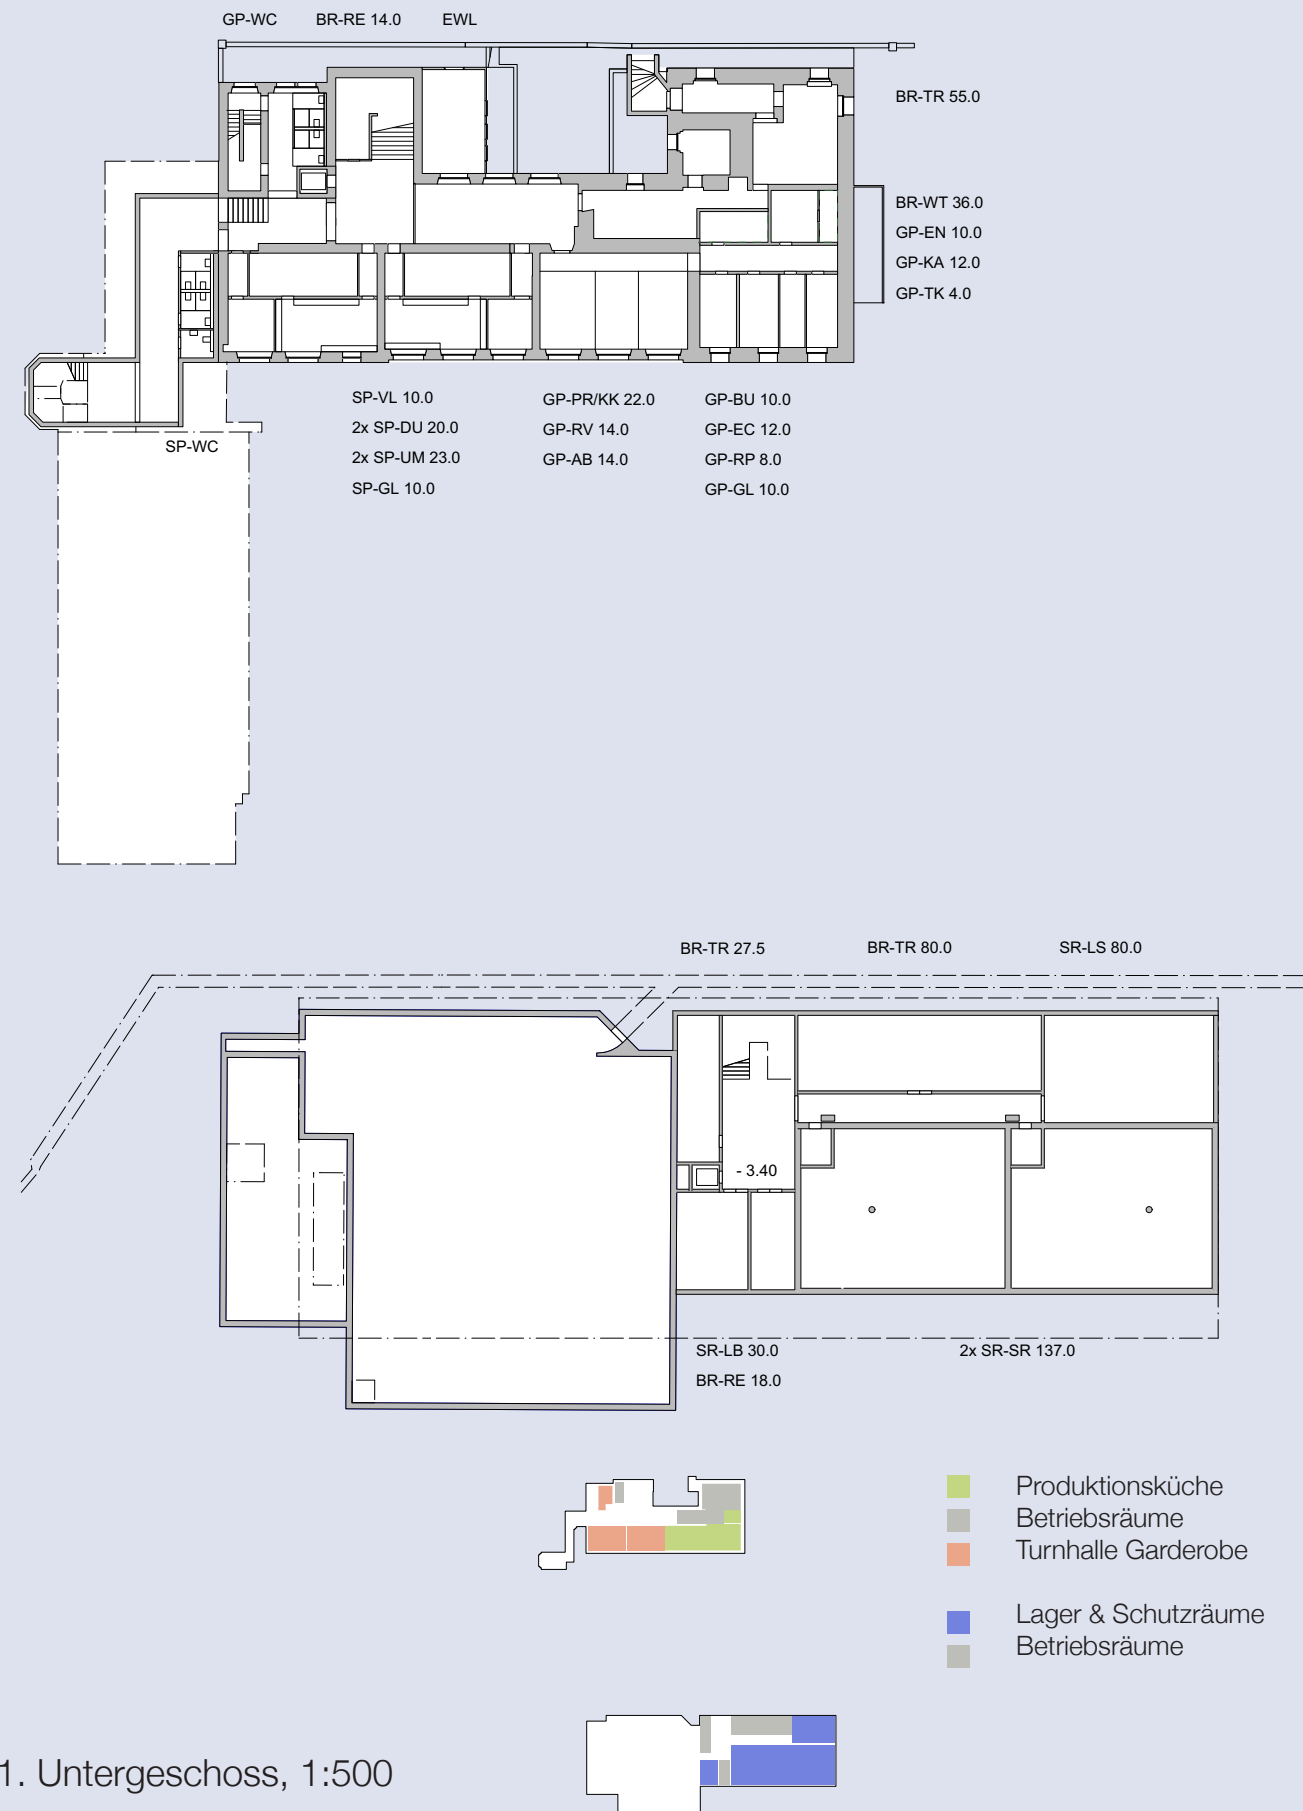 GP-WC BR-RE 14.0 EWL
BR-TR 55.0
BR-WT 36.0
GP-EN 10.0
GP-KA 12.0
GP-TK 4.0
SP-VL 10.0
2x SP-DU 20.0
2x SP-UM 23.0
SP-GL 10.0
GP-PR/KK 22.0
GP-RV 14.0
GP-AB 14.0
GP-BU 10.0
GP-EC 12.0
GP-RP 8.0
GP-GL 10.0
SP-WC
BR-TR 27.5 BR-TR 80.0 SR-LS 80.0
- 3.40
SR-LB 30.0
BR-RE 18.0
2x SR-SR 137.0
Produktionsküche
Betriebsräume
Turnhalle Garderobe
Lager & Schutzräume
Betriebsräume
1. Untergeschoss, 1:500